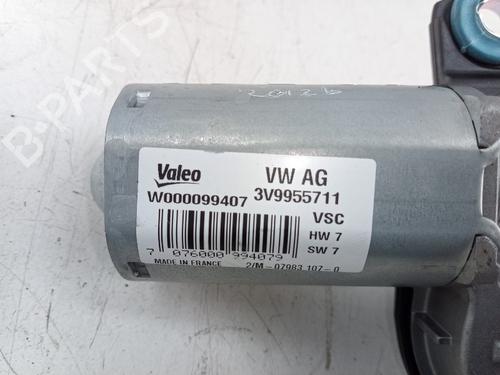 B-PARTS
Valeo
VW AG
W000099407
3V9955711
VSC
HW 7
SW 7
7 076000 994079
MADE IN FRANCE
2/M-07983 107-0